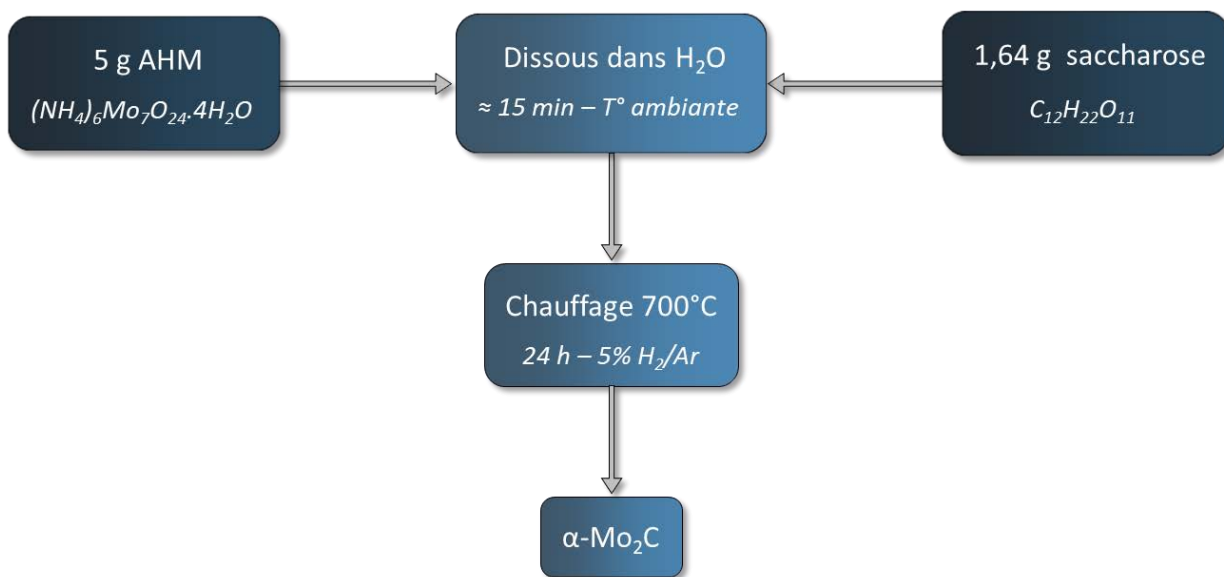 5 g AHM
(NH₄)₆Mo₇O₂₄.4H₂O
Dissous dans H₂O
≈ 15 min – T° ambiante
1,64 g saccharose
C₁₂H₂₂O₁₁
Chauffage 700°C
24 h – 5% H₂/Ar
α-Mo₂C